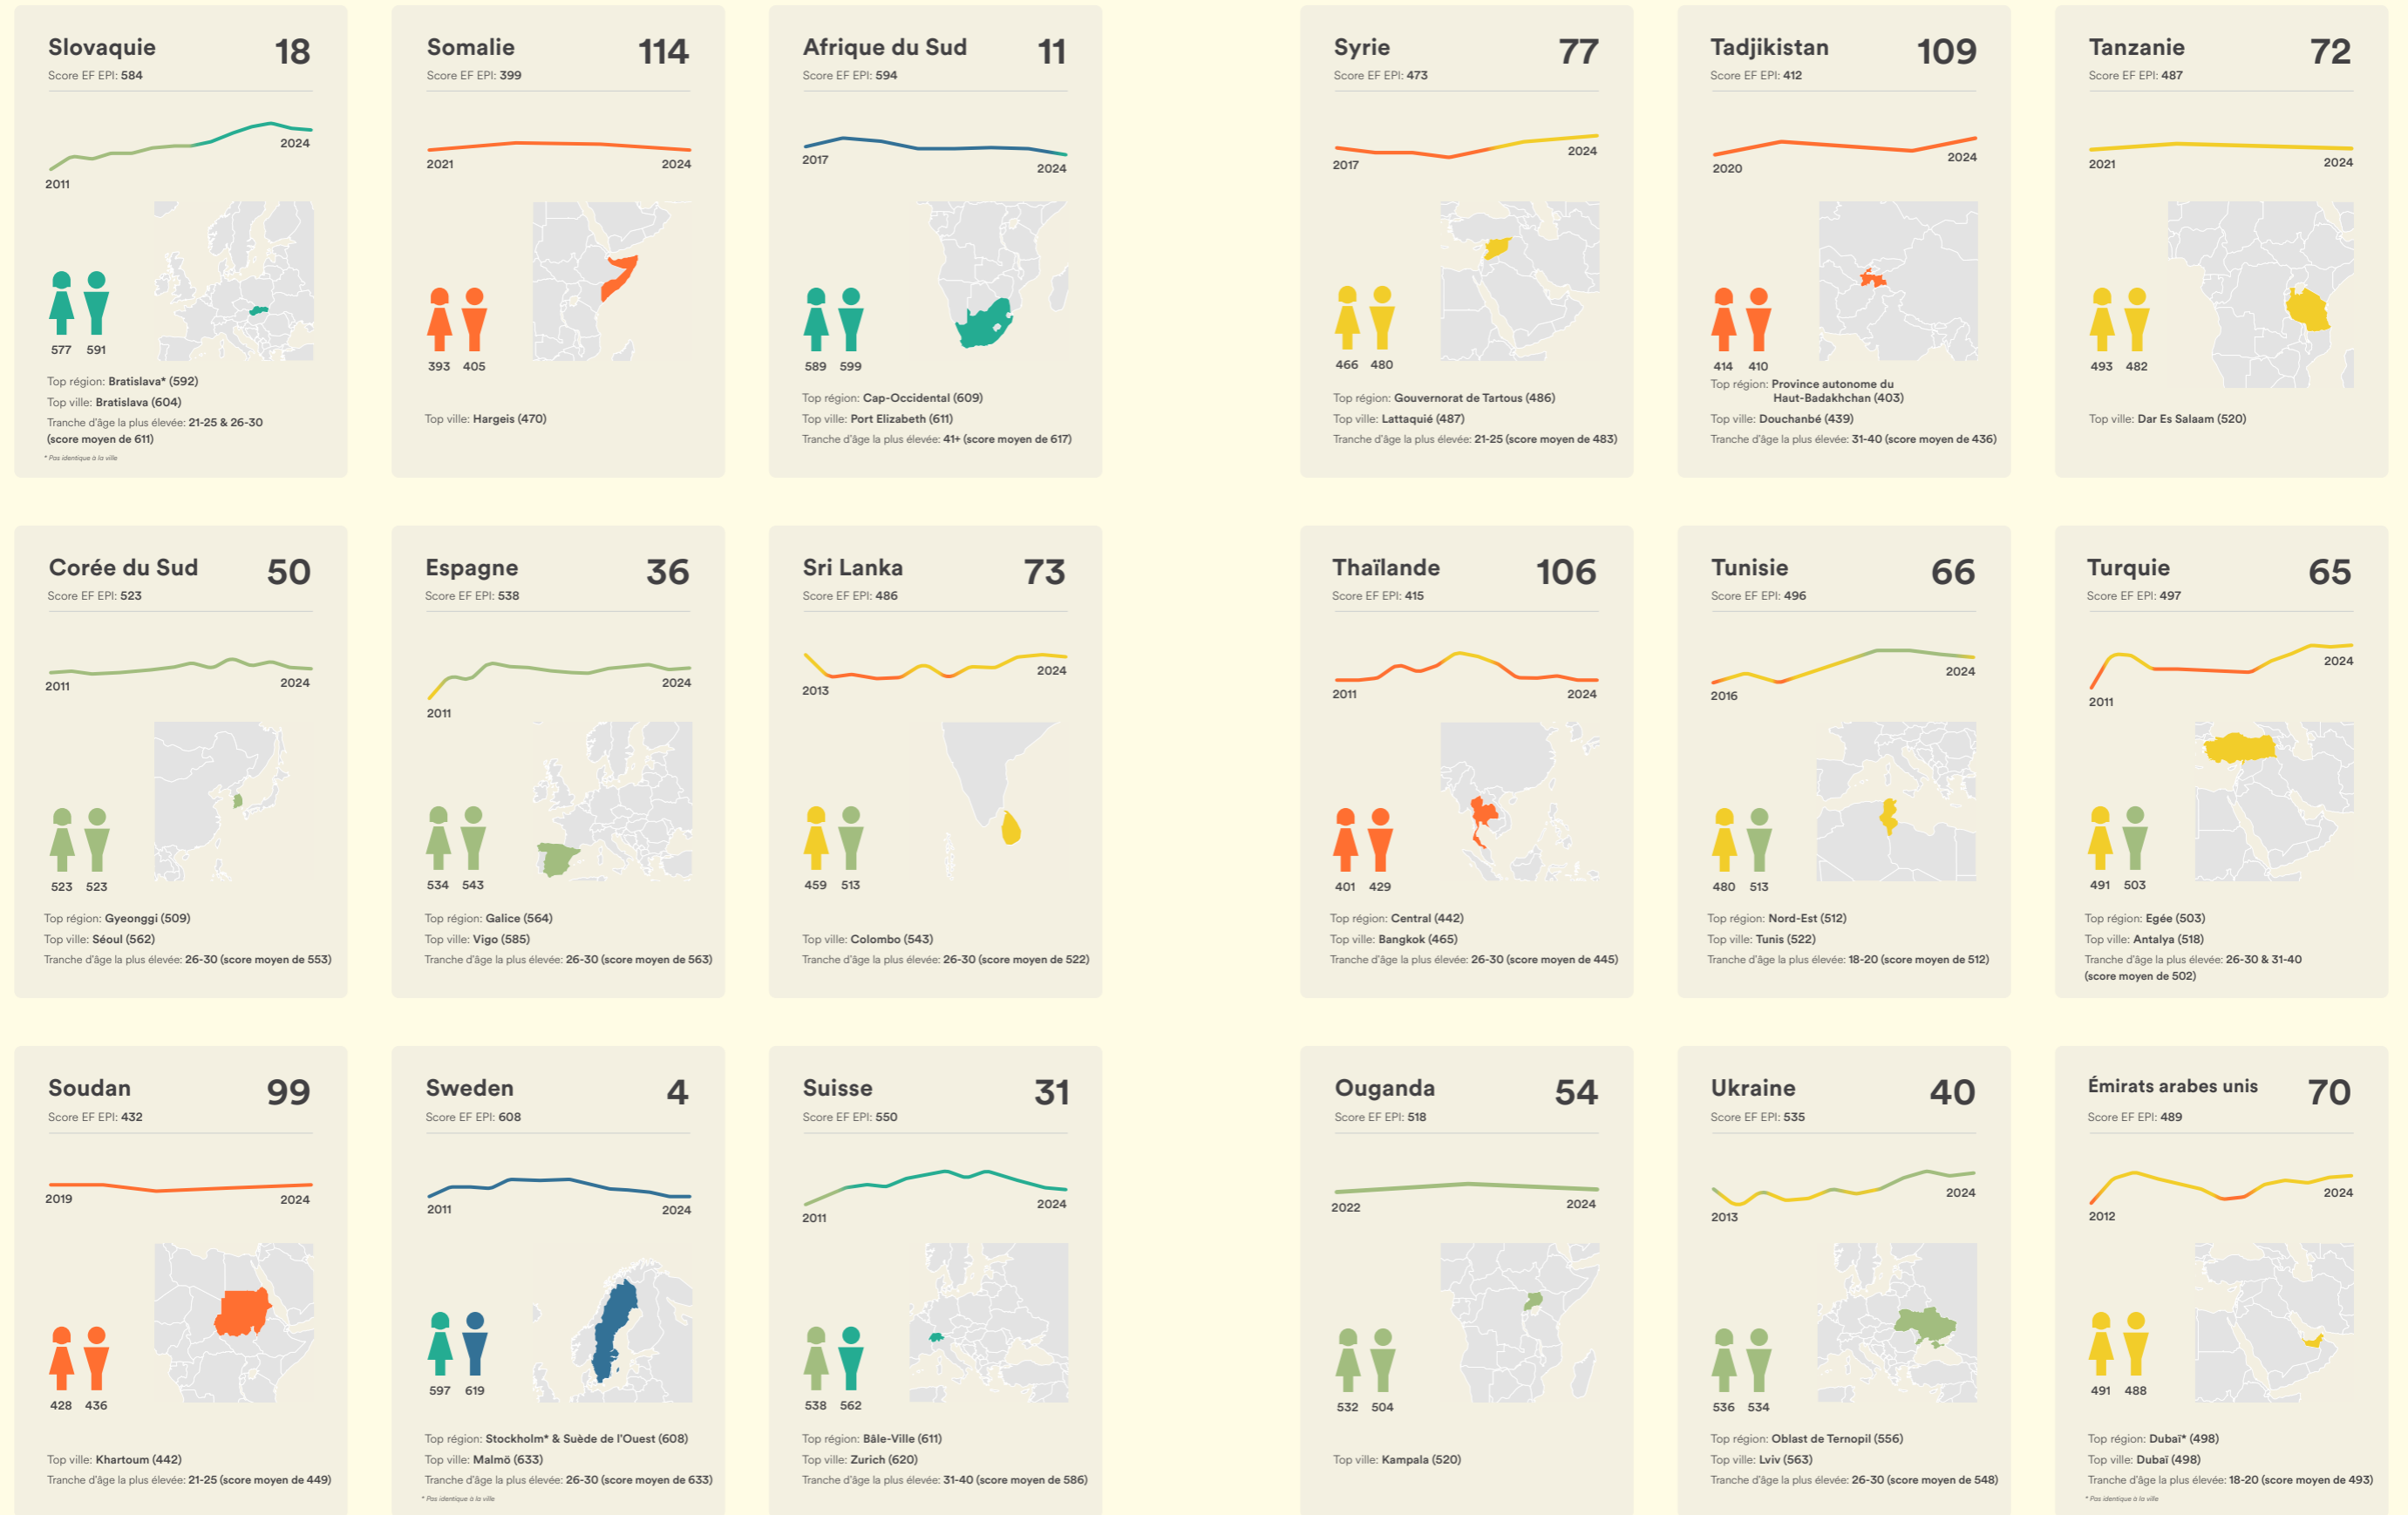 Slovaquie 18
Score EF EPI: 584
2011
2024
577 591
Top région: Bratislava* (592)
Top ville: Bratislava (604)
Tranche d'âge la plus élevée: 21-25 & 26-30
(score moyen de 611)
* Pas identique à la ville
Somalie 114
Score EF EPI: 399
2021
2024
393 405
Top ville: Hargeis (470)
Afrique du Sud 11
Score EF EPI: 594
2017
2024
589 599
Top région: Cap-Occidental (609)
Top ville: Port Elizabeth (611)
Tranche d'âge la plus élevée: 41+ (score moyen de 617)
Syrie 77
Score EF EPI: 473
2017
2024
466 480
Top région: Gouvernorat de Tartous (486)
Top ville: Lattaquié (487)
Tranche d'âge la plus élevée: 21-25 (score moyen de 483)
Tadjikistan 109
Score EF EPI: 412
2020
2024
414 410
Top région: Province autonome du
Haut-Badakhchan (403)
Top ville: Douchanbé (439)
Tranche d'âge la plus élevée: 31-40 (score moyen de 436)
Tanzanie 72
Score EF EPI: 487
2021
2024
493 482
Top ville: Dar Es Salaam (520)
Corée du Sud 50
Score EF EPI: 523
2011
2024
523 523
Top région: Gyeonggi (509)
Top ville: Séoul (562)
Tranche d'âge la plus élevée: 26-30 (score moyen de 553)
Espagne 36
Score EF EPI: 538
2011
2024
534 543
Top région: Galice (564)
Top ville: Vigo (585)
Tranche d'âge la plus élevée: 26-30 (score moyen de 563)
Sri Lanka 73
Score EF EPI: 486
2013
2024
459 513
Top ville: Colombo (543)
Tranche d'âge la plus élevée: 26-30 (score moyen de 522)
Thaïlande 106
Score EF EPI: 415
2011
2024
401 429
Top région: Central (442)
Top ville: Bangkok (465)
Tranche d'âge la plus élevée: 26-30 (score moyen de 445)
Tunisie 66
Score EF EPI: 496
2016
2024
480 513
Top région: Nord-Est (512)
Top ville: Tunis (522)
Tranche d'âge la plus élevée: 18-20 (score moyen de 512)
Turquie 65
Score EF EPI: 497
2011
2024
491 503
Top région: Egée (503)
Top ville: Antalya (518)
Tranche d'âge la plus élevée: 26-30 & 31-40
(score moyen de 502)
Soudan 99
Score EF EPI: 432
2019
2024
428 436
Top ville: Khartoum (442)
Tranche d'âge la plus élevée: 21-25 (score moyen de 449)
Sweden 4
Score EF EPI: 608
2011
2024
597 619
Top région: Stockholm* & Suède de l'Ouest (608)
Top ville: Malmö (633)
Tranche d'âge la plus élevée: 26-30 (score moyen de 633)
* Pas identique à la ville
Suisse 31
Score EF EPI: 550
2011
2024
538 562
Top région: Bâle-Ville (611)
Top ville: Zurich (620)
Tranche d'âge la plus élevée: 31-40 (score moyen de 586)
Ouganda 54
Score EF EPI: 518
2022
2024
532 504
Top ville: Kampala (520)
Ukraine 40
Score EF EPI: 535
2013
2024
536 534
Top région: Oblast de Ternopil (556)
Top ville: Lviv (563)
Tranche d'âge la plus élevée: 26-30 (score moyen de 548)
Émirats arabes unis 70
Score EF EPI: 489
2012
2024
491 488
Top région: Dubaï* (498)
Top ville: Dubaï (498)
Tranche d'âge la plus élevée: 18-20 (score moyen de 493)
* Pas identique à la ville